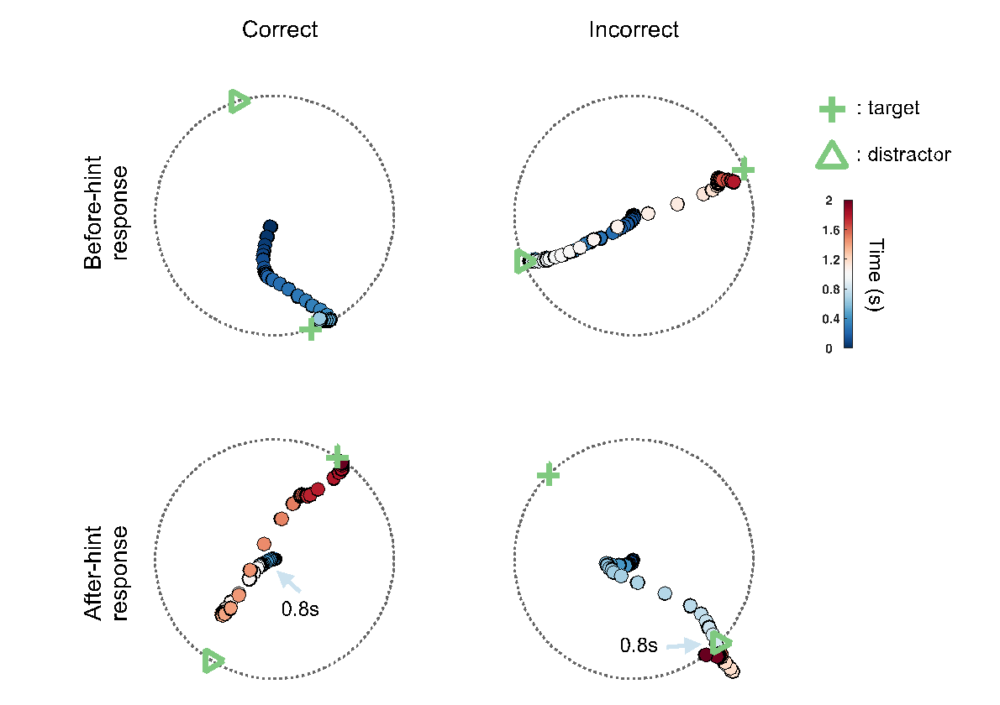 Correct
Incorrect
Before-hint
response
: target
: distractor
2
1.6
1.2
0.8
0.4
0
Time (s)
After-hint
response
0.8s
0.8s